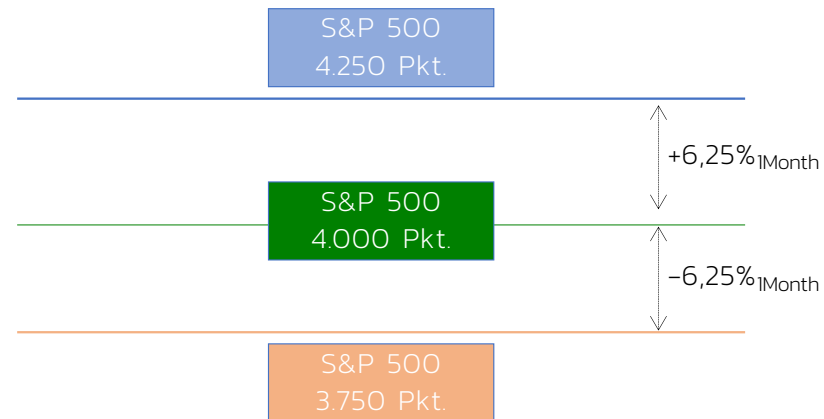 S&P 500
4.250 Pkt.
+6,25%1Month
S&P 500
4.000 Pkt.
-6,25%1Month
S&P 500
3.750 Pkt.